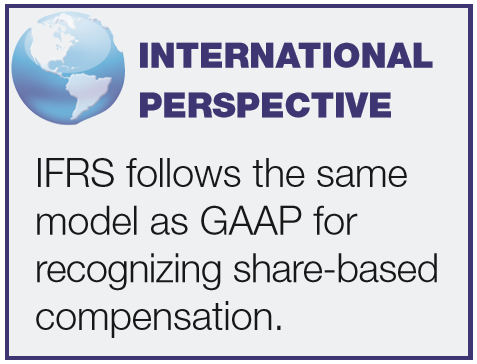 INTERNATIONAL
PERSPECTIVE
IFRS follows the same
model as GAAP for
recognizing share-based
compensation.